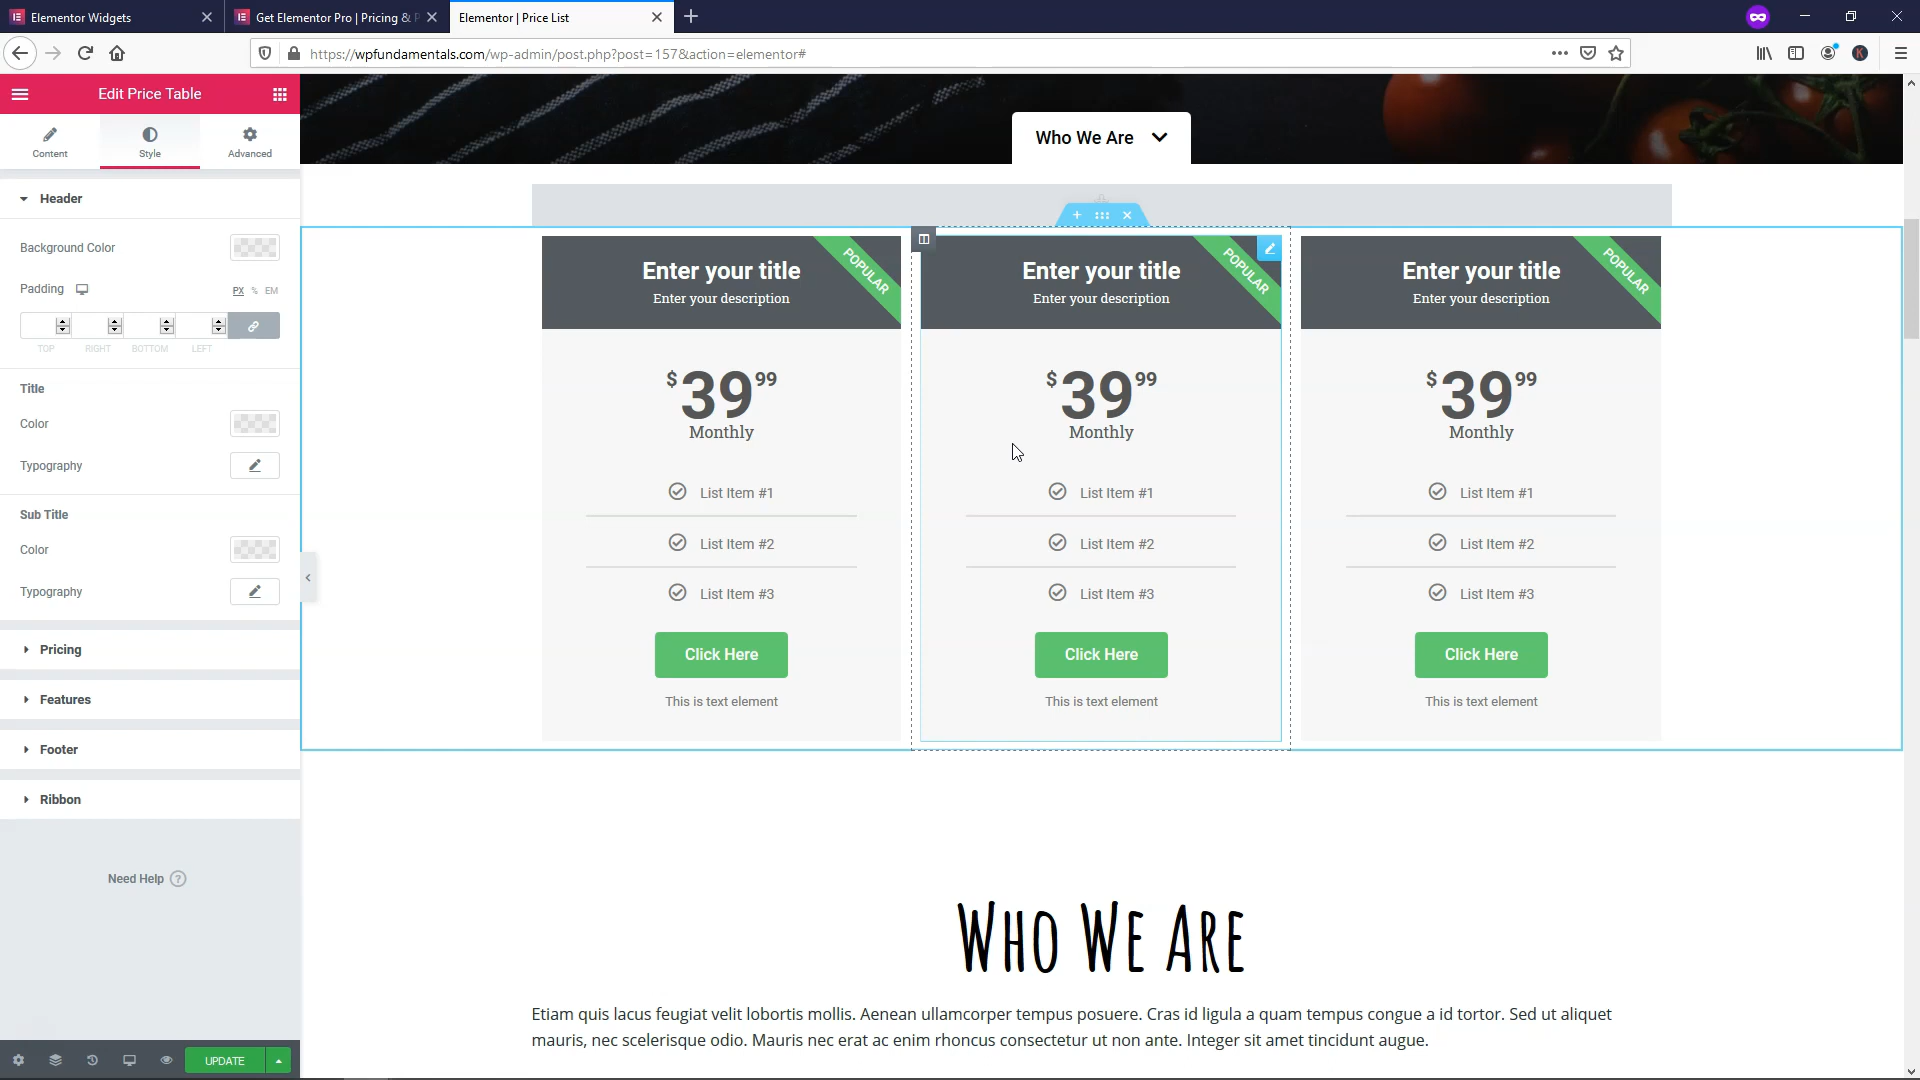 Elementor Widgets
Get Elementor Pro | Pricing & P
Elementor | Price List
https://wpfundamentals.com/wp-admin/post.php?post=157&action=elementor#
Edit Price Table
Content
Style
Advanced
Header
Background Color
Padding
PX % EM
TOP RIGHT BOTTOM LEFT
Title
Color
Typography
Sub Title
Color
Typography
Pricing
Features
Footer
Ribbon
Need Help ?
UPDATE
Who We Are
Enter your title
Enter your description
POPULAR
$ 39 99
Monthly
List Item #1
List Item #2
List Item #3
Click Here
This is text element
Enter your title
Enter your description
POPULAR
$ 39 99
Monthly
List Item #1
List Item #2
List Item #3
Click Here
This is text element
Enter your title
Enter your description
POPULAR
$ 39 99
Monthly
List Item #1
List Item #2
List Item #3
Click Here
This is text element
Who We Are
Etiam quis lacus feugiat velit lobortis mollis. Aenean ullamcorper tempus posuere. Cras id ligula a quam tempus congue a id tortor. Sed ut aliquet
mauris, nec scelerisque odio. Mauris nec erat ac enim rhoncus consectetur ut non ante. Integer sit amet tincidunt augue.